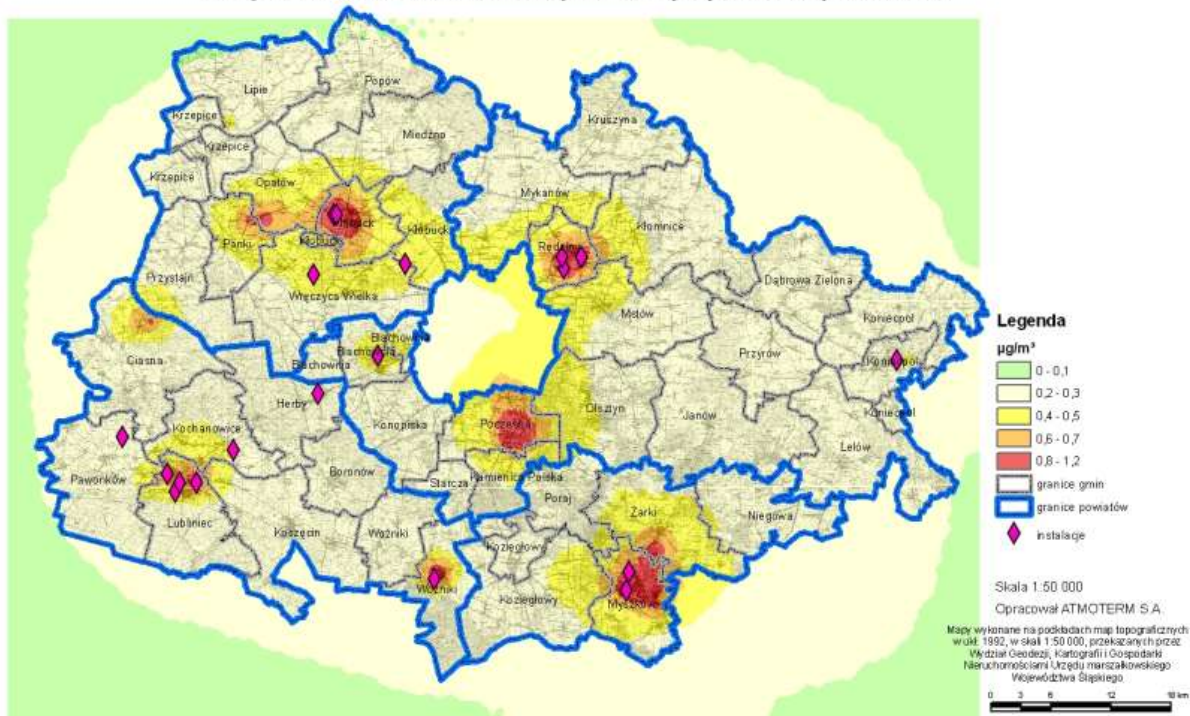 Lipie
Popów
Krzepice
Miedźno
Kruszyna
Krzepice
Krzepice
Opatów
Mykanów
Kłobuck
Kłobuck
Kłomnice
Panki
Kłobuck
Rędziny
Przystajń
Dąbrowa Zielona
Wręczyca Wielka
Mstów
Koniecpol
Blachownia
Blachownia
Przyrów
Koniecpol
Ciasna
Blachownia
Herby
Olsztyn
Janów
Koniecpol
Kochanowice
Konopiska
Poczesna
Lelów
Pawonków
Boronów
Starcza
Kamienica Polska
Poraj
Lubliniec
Koszęcin
Woźniki
Żarki
Niegowa
Koziegłowy
Woźniki
Koziegłowy
Myszków
Legenda
µg/m³
0 - 0,1
0,2 - 0,3
0,4 - 0,5
0,6 - 0,7
0,8 - 1,2
granice gmin
granice powiatów
instalacje
Skala 1:50 000
Opracował ATMOTERM S.A.
Mapy wykonane na podkładach map topograficznych
w ukł. 1992, w skali 1:50 000, przekazanych przez
Wydział Geodezji, Kartografii i Gospodarki
Nieruchomościami Urzędu marszałkowskiego
Województwa Śląskiego
0 3 6 12 18 km